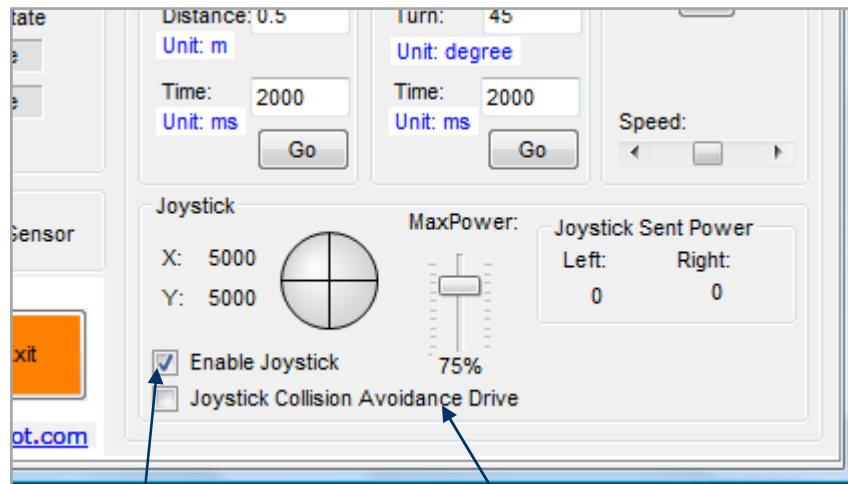 Distance: 0.5
Unit: m
Time: 2000
Unit: ms
Go
Turn: 45
Unit: degree
Time: 2000
Unit: ms
Go
Speed:
Sensor
Joystick
X: 5000
Y: 5000
MaxPower:
75%
Joystick Sent Power
Left: Right:
0 0
Enable Joystick
Joystick Collision Avoidance Drive
xit
ot.com